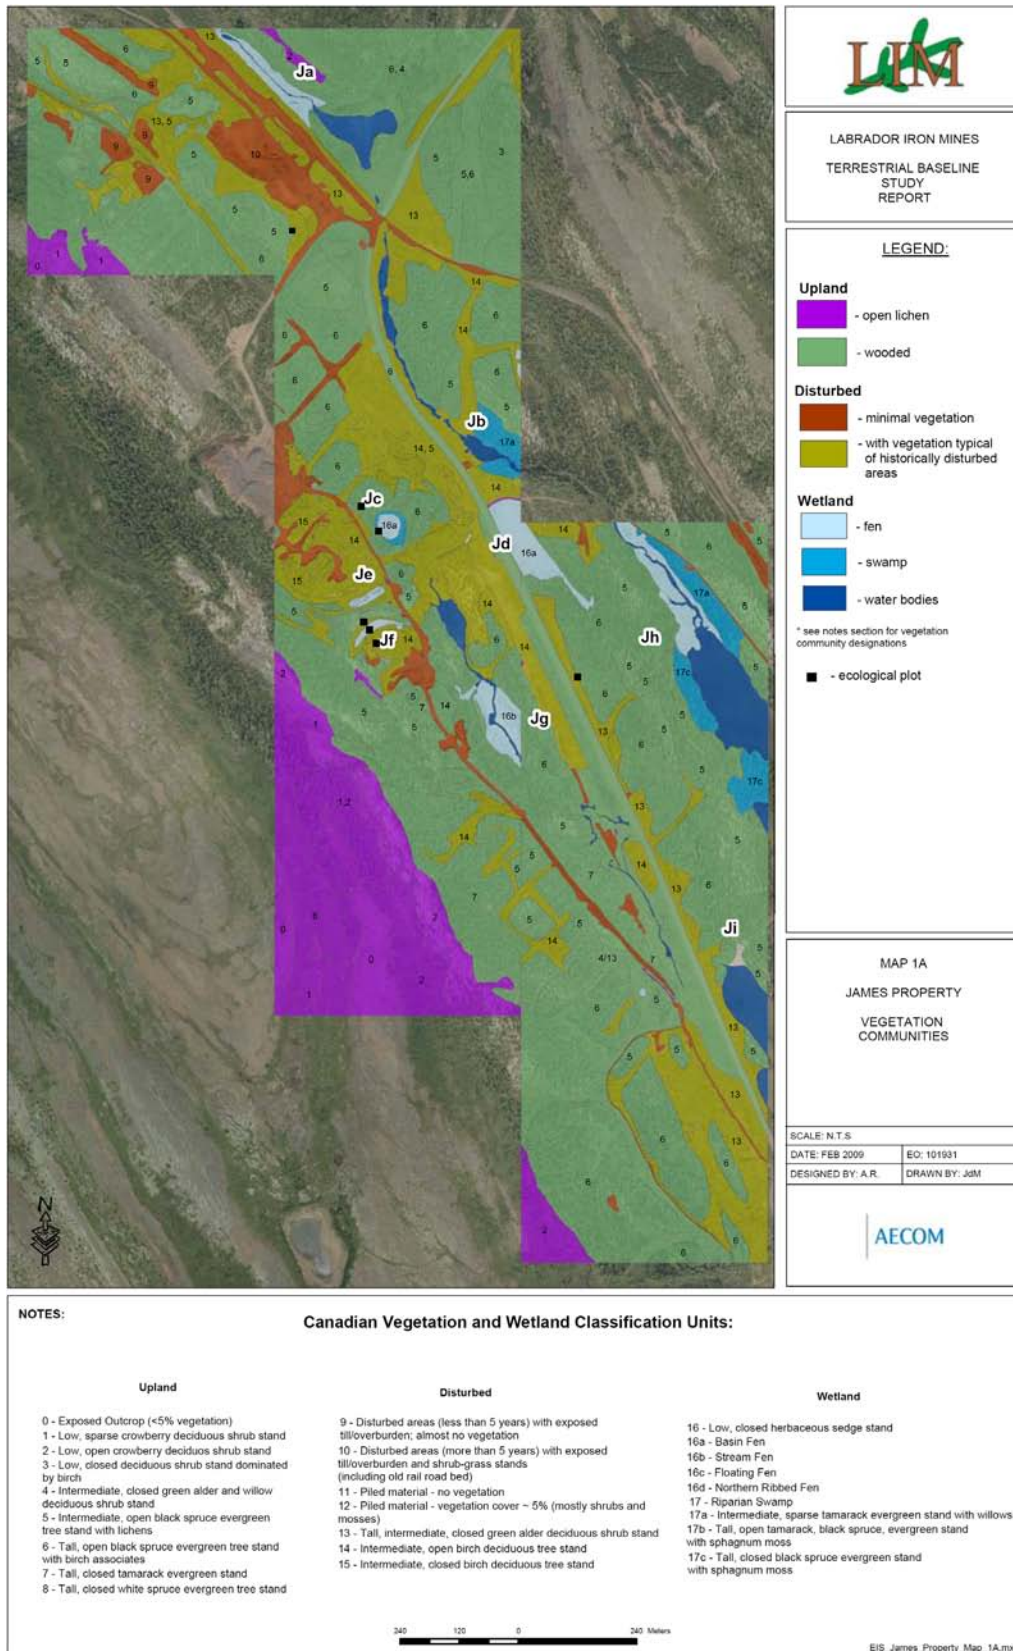 LIM
LABRADOR IRON MINES
TERRESTRIAL BASELINE
STUDY
REPORT
LEGEND:
Upland
- open lichen
- wooded
Disturbed
- minimal vegetation
- with vegetation typical
of historically disturbed
areas
Wetland
- fen
- swamp
- water bodies
* see notes section for vegetation
community designations
- ecological plot
MAP 1A
JAMES PROPERTY
VEGETATION
COMMUNITIES
SCALE: N.T.S
DATE: FEB 2009 EO: 101931
DESIGNED BY: A.R. DRAWN BY: JdM
AECOM
Ja
Jb
Jc
Jd
Je
Jf
Jg
Jh
Ji
N
NOTES:
Canadian Vegetation and Wetland Classification Units:
Upland
0 - Exposed Outcrop (<5% vegetation)
1 - Low, sparse crowberry deciduous shrub stand
2 - Low, open crowberry deciduos shrub stand
3 - Low, closed deciduous shrub stand dominated
by birch
4 - Intermediate, closed green alder and willow
deciduous shrub stand
5 - Intermediate, open black spruce evergreen
tree stand with lichens
6 - Tall, open black spruce evergreen tree stand
with birch associates
7 - Tall, closed tamarack evergreen stand
8 - Tall, closed white spruce evergreen tree stand
Disturbed
9 - Disturbed areas (less than 5 years) with exposed
till/overburden; almost no vegetation
10 - Disturbed areas (more than 5 years) with exposed
till/overburden and shrub-grass stands
(including old rail road bed)
11 - Piled material - no vegetation
12 - Piled material - vegetation cover ~ 5% (mostly shrubs and
mosses)
13 - Tall, intermediate, closed green alder deciduous shrub stand
14 - Intermediate, open birch deciduous tree stand
15 - Intermediate, closed birch deciduous tree stand
Wetland
16 - Low, closed herbaceous sedge stand
16a - Basin Fen
16b - Stream Fen
16c - Floating Fen
16d - Northern Ribbed Fen
17 - Riparian Swamp
17a - Intermediate, sparse tamarack evergreen stand with willows
17b - Tall, open tamarack, black spruce, evergreen stand
with sphagnum moss
17c - Tall, closed black spruce evergreen stand
with sphagnum moss
240 120 0 240 Meters